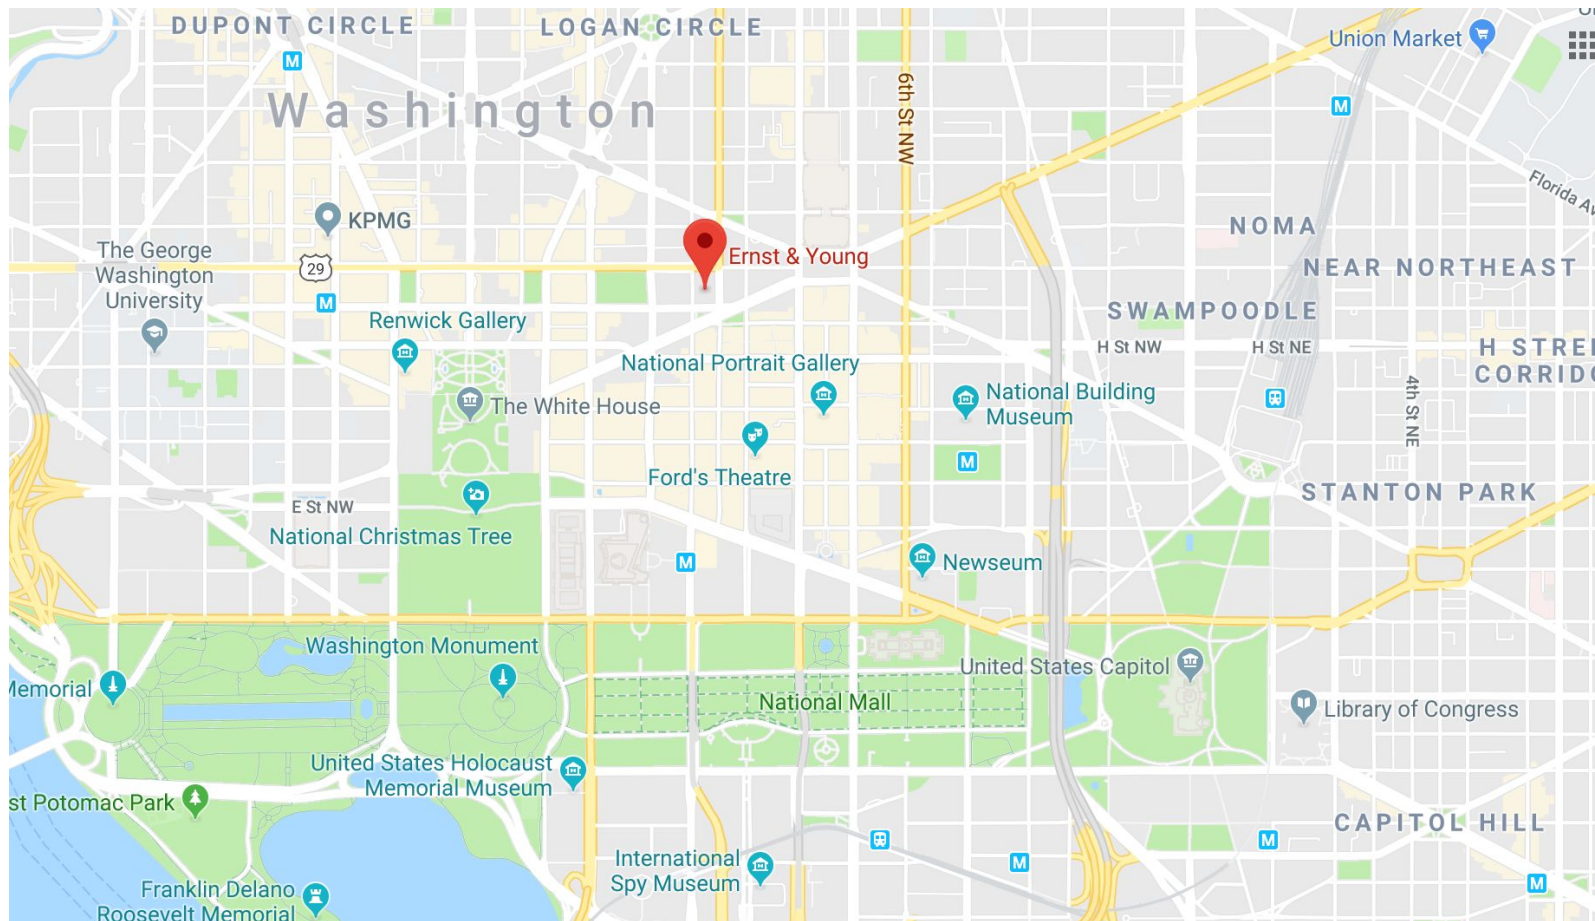 DUPONT CIRCLE
LOGAN CIRCLE
Union Market
Washington
6th St NW
Florida Av
KPMG
NOMA
The George
Washington
University
29
Ernst & Young
NEAR NORTHEAST
SWAMPOODLE
Renwick Gallery
H St NW
H St NE
H STREE
CORRIDO
National Portrait Gallery
The White House
National Building
Museum
4th St NE
Ford's Theatre
E St NW
STANTON PARK
National Christmas Tree
Newseum
Washington Monument
United States Capitol
Memorial
National Mall
Library of Congress
United States Holocaust
Memorial Museum
st Potomac Park
CAPITOL HILL
International
Spy Museum
Franklin Delano
Roosevelt Memorial
M
M
M
M
M
M
M
M